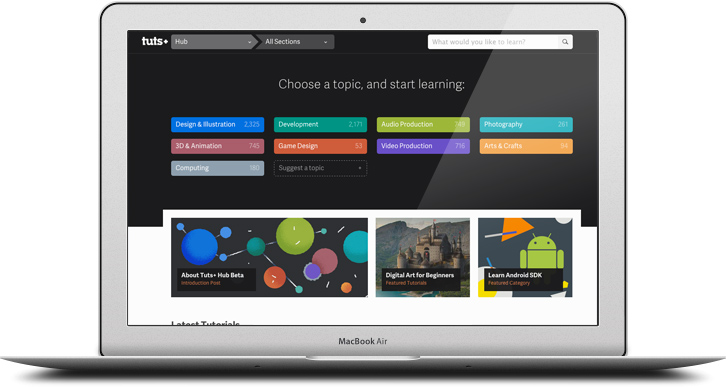 tuts+ Hub All Sections What would you like to learn?
Choose a topic, and start learning:
Design & Illustration 2,325 Development 2,171 Audio Production Photography 261
3D & Animation 745 Game Design 53 Video Production 716 Arts & Crafts 94
Computing 180 Suggest a topic +
About Tuts+ Hub Beta Digital Art for Beginners Learn Android SDK
Introduction Post Featured Tutorials Featured Category
Latest Tutorials
MacBook Air